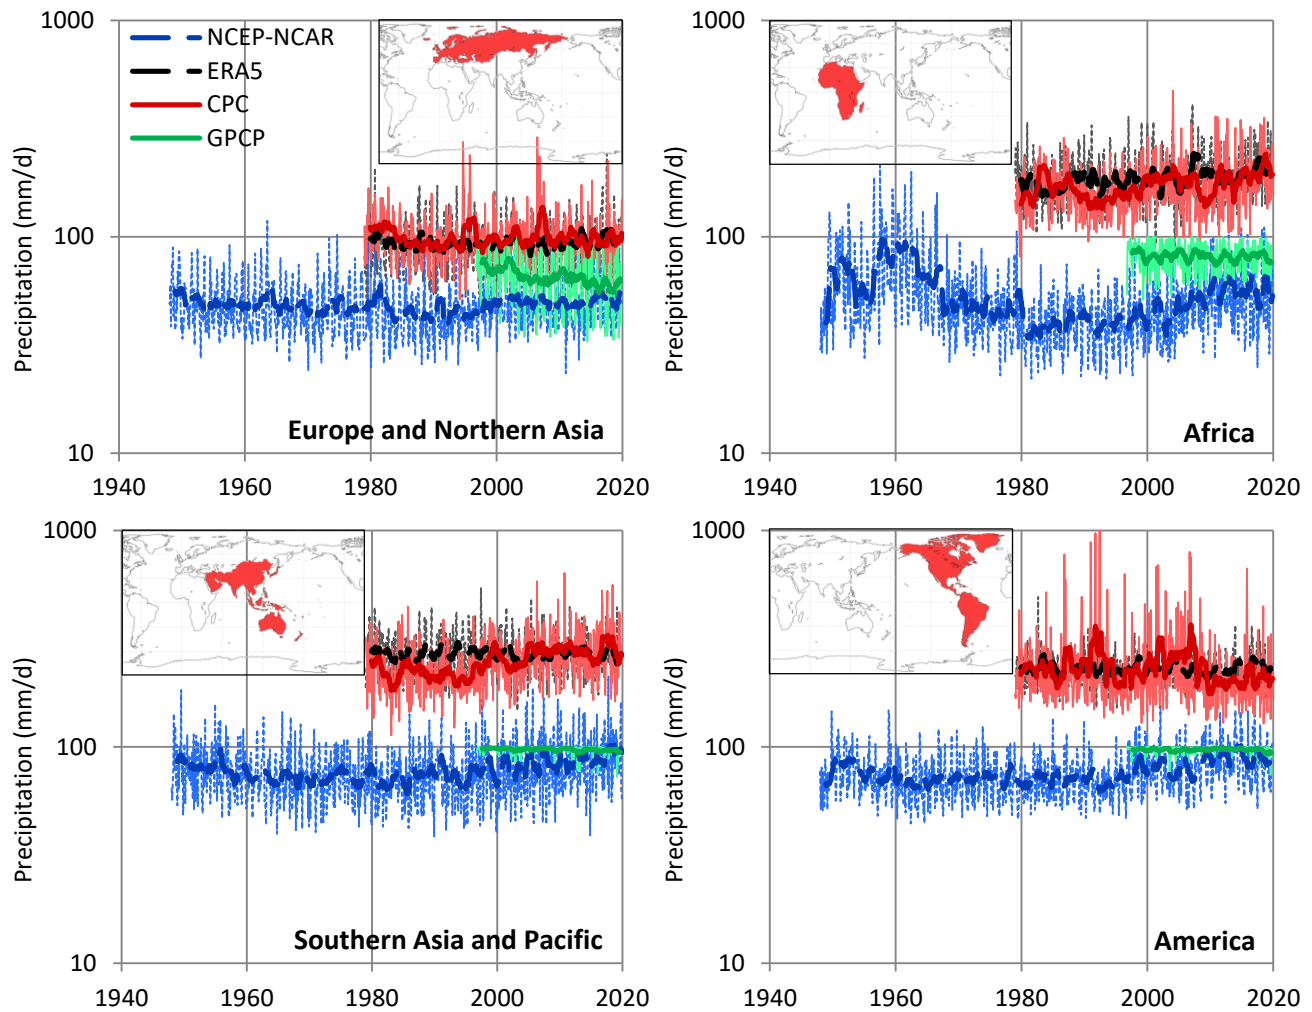 1000
100
10
Precipitation (mm/d)
NCEP-NCAR
ERA5
CPC
GPCP
Europe and Northern Asia
1940 1960 1980 2000 2020
1000
100
10
Precipitation (mm/d)
Africa
1940 1960 1980 2000 2020
1000
100
10
Precipitation (mm/d)
Southern Asia and Pacific
1940 1960 1980 2000 2020
1000
100
10
Precipitation (mm/d)
America
1940 1960 1980 2000 2020